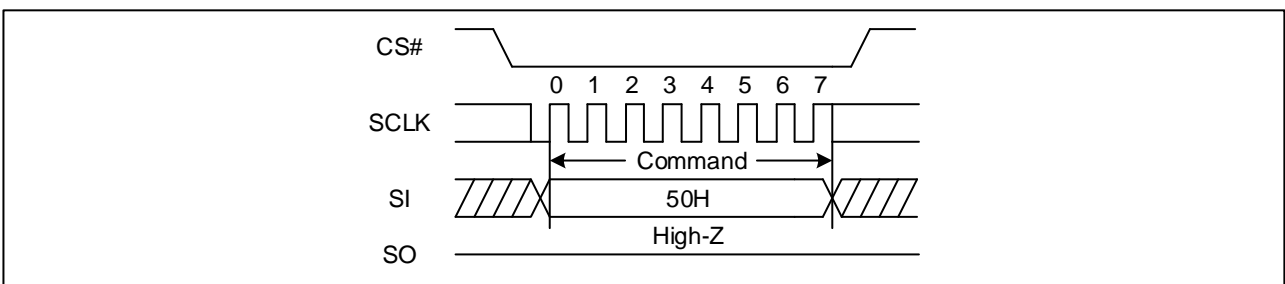 CS#
0 1 2 3 4 5 6 7
SCLK
Command
SI
50H
High-Z
SO